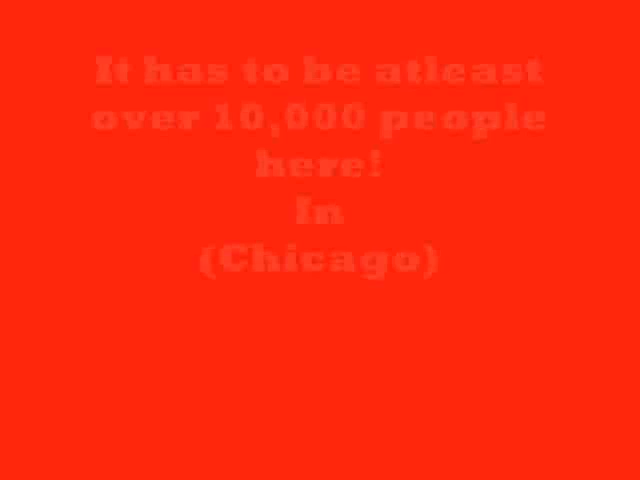 It has to be atleast
over 10,000 people
here!
In
(Chicago)